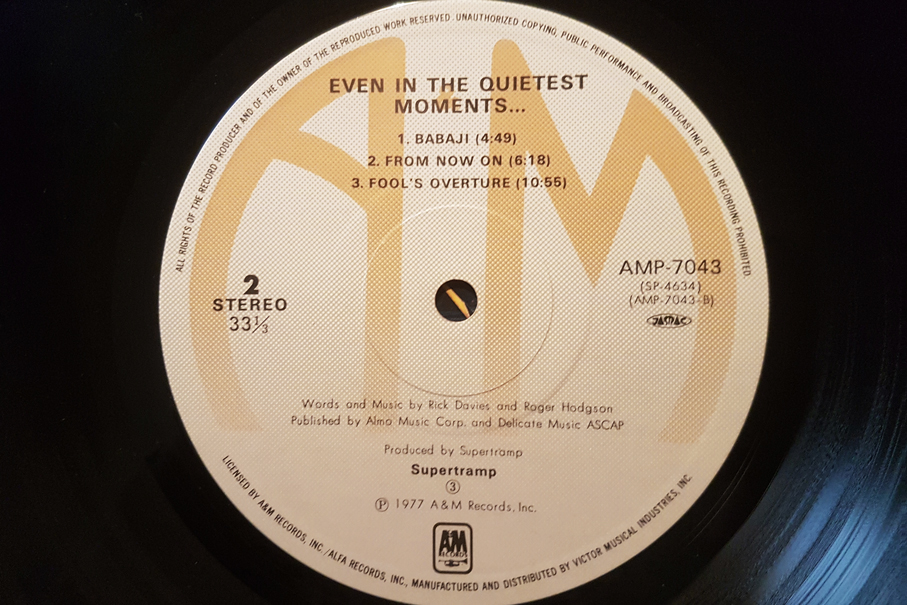 ALL RIGHTS OF THE RECORD PRODUCER AND OF THE OWNER OF THE REPRODUCED WORK RESERVED. UNAUTHORIZED COPYING, PUBLIC PERFORMANCE AND BROADCASTING OF THIS RECORDING PROHIBITED.
EVEN IN THE QUIETEST
MOMENTS...
1. BABAJI (4:49)
2. FROM NOW ON (6:18)
3. FOOL'S OVERTURE (10:55)
2
STEREO
33⅓
AMP-7043
(SP-4634)
(AMP-7043-B)
JASRAC
Words and Music by Rick Davies and Roger Hodgson
Published by Almo Music Corp. and Delicate Music ASCAP
Produced by Supertramp
Supertramp
③
℗ 1977 A&M Records, Inc.
A&M
RECORDS
LICENSED BY A&M RECORDS, INC./ALFA RECORDS, INC., MANUFACTURED AND DISTRIBUTED BY VICTOR MUSICAL INDUSTRIES, INC.